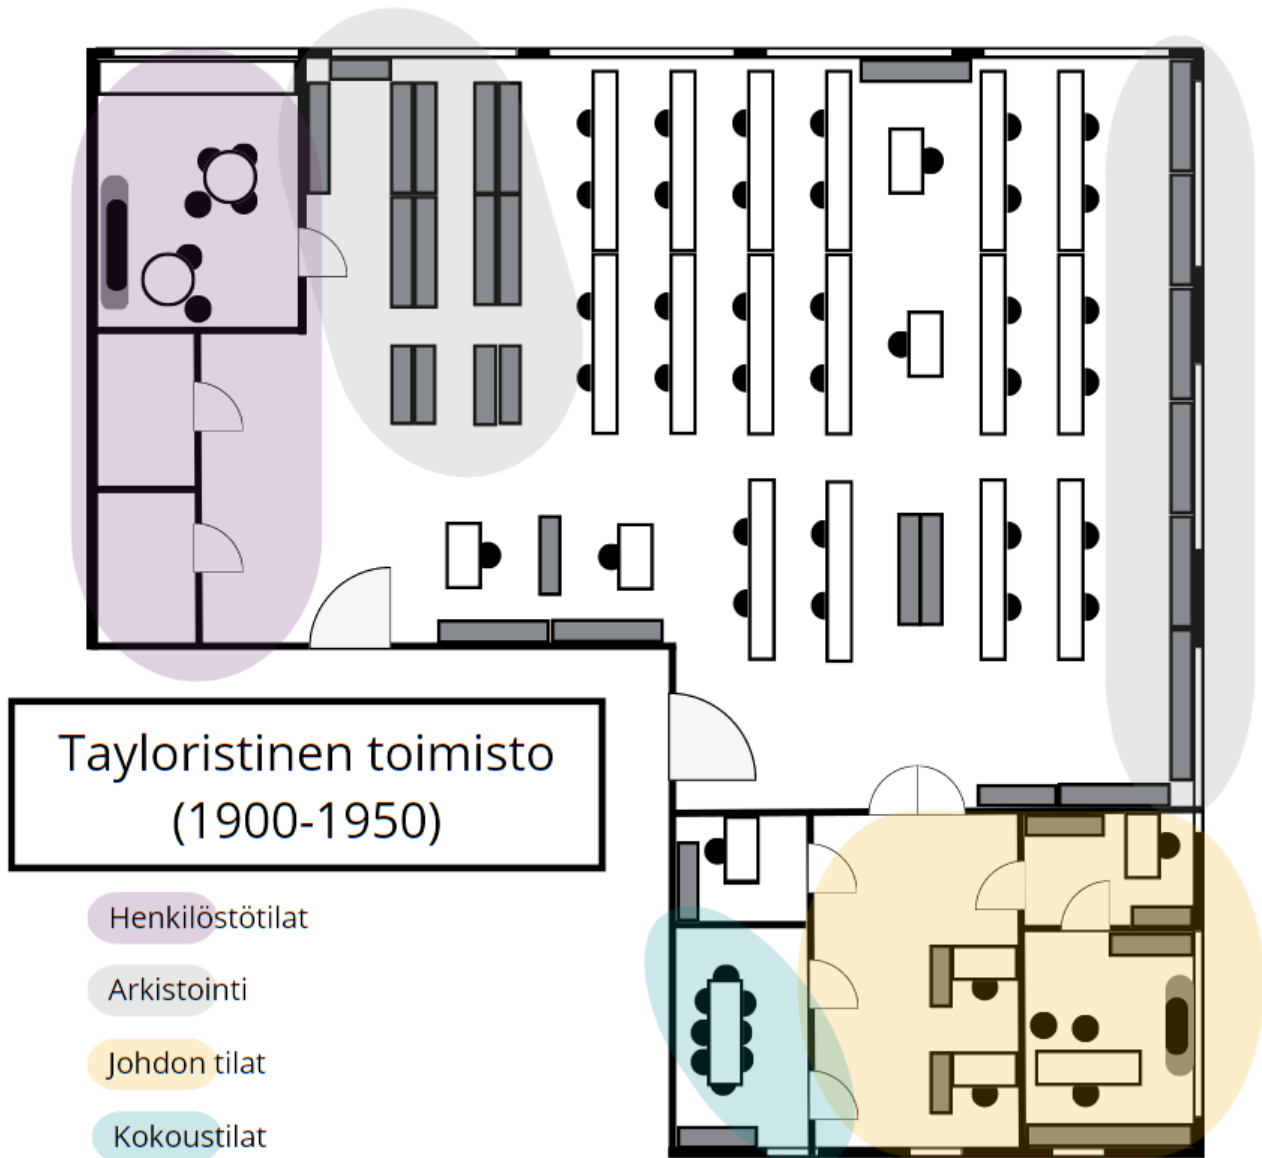 Tayloristinen toimisto
(1900-1950)
Henkilöstötilat
Arkistointi
Johdon tilat
Kokoustilat